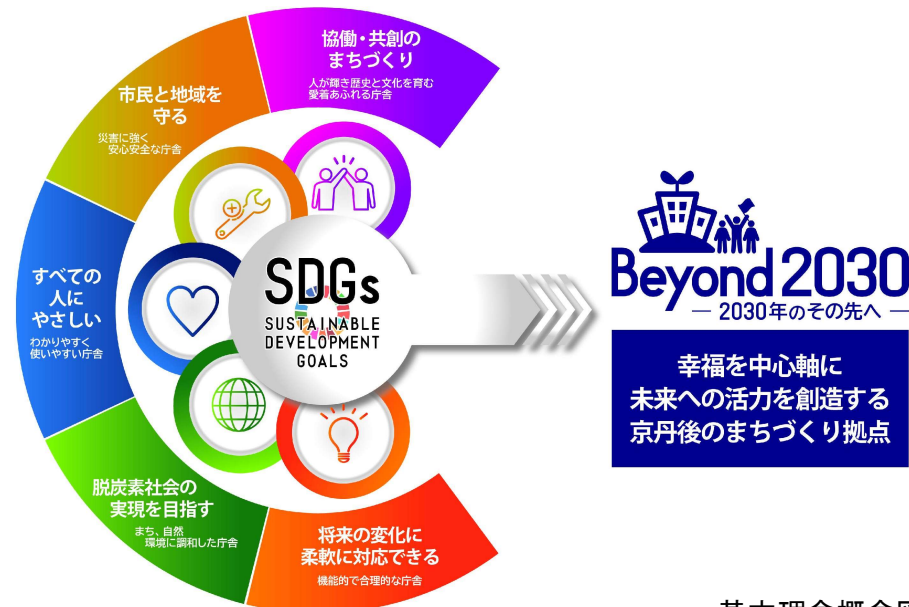 協働・共創の
まちづくり
人が輝き歴史と文化を育む
愛着あふれる庁舎
市民と地域を
守る
災害に強く
安心安全な庁舎
すべての
人に
やさしい
わかりやすく
使いやすい庁舎
脱炭素社会の
実現を目指す
まち、自然
環境に調和した庁舎
将来の変化に
柔軟に対応できる
機能的で合理的な庁舎
SDGs
SUSTAINABLE
DEVELOPMENT
GOALS
Beyond 2030
― 2030年のその先へ ―
幸福を中心軸に
未来への活力を創造する
京丹後のまちづくり拠点